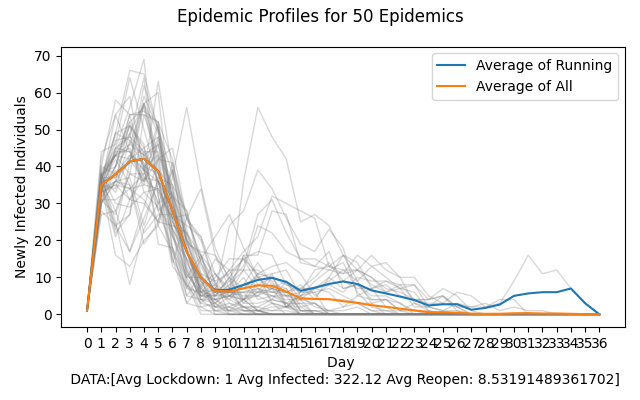 Epidemic Profiles for 50 Epidemics
70
60
50
40
30
20
10
0
Newly Infected Individuals
Average of Running
Average of All
0 1 2 3 4 5 6 7 8 9 10 11 12 13 14 15 16 17 18 19 20 21 22 23 24 25 26 27 28 29 30 31 32 33 34 35 36
Day
DATA:[Avg Lockdown: 1 Avg Infected: 322.12 Avg Reopen: 8.53191489361702]